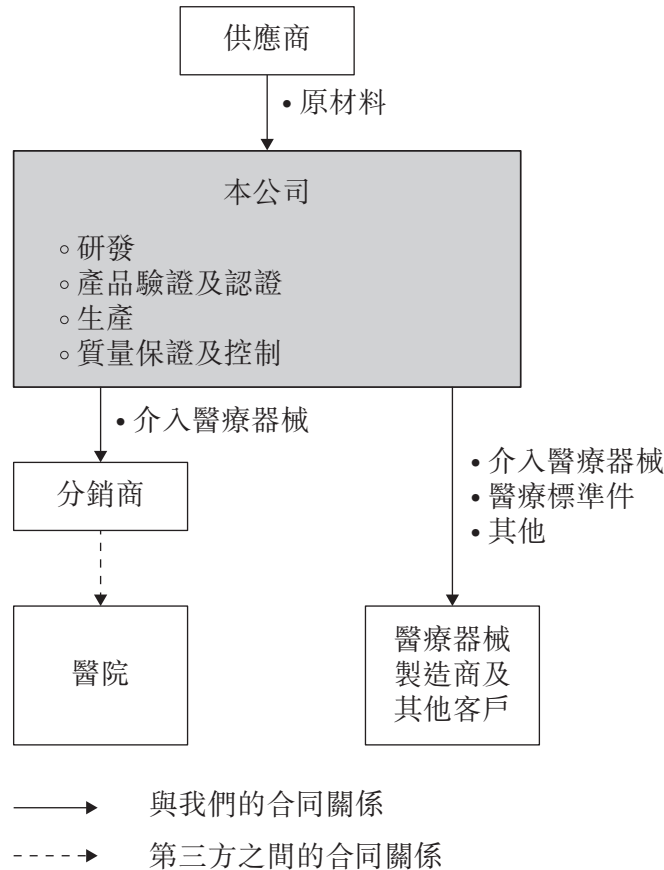 供應商
• 原材料
本公司
○ 研發
○ 產品驗證及認證
○ 生產
○ 質量保證及控制
• 介入醫療器械
分銷商
醫院
• 介入醫療器械
• 醫療標準件
• 其他
醫療器械
製造商及
其他客戶
與我們的合同關係
第三方之間的合同關係